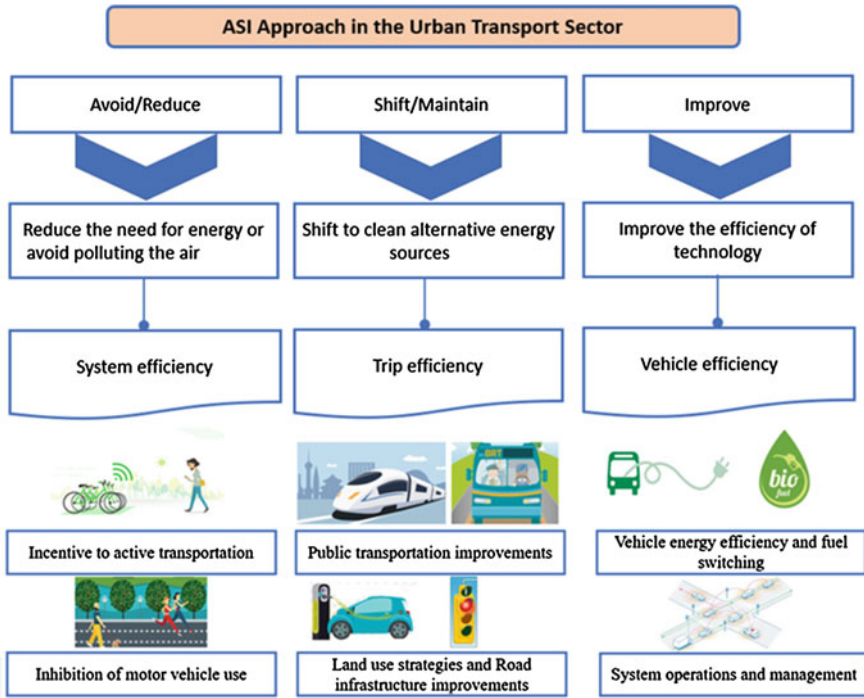 ASI Approach in the Urban Transport Sector
Avoid/Reduce
Shift/Maintain
Improve
Reduce the need for energy or
avoid polluting the air
Shift to clean alternative energy
sources
Improve the efficiency of
technology
System efficiency
Trip efficiency
Vehicle efficiency
BRT
bio
fuel
Incentive to active transportation
Public transportation improvements
Vehicle energy efficiency and fuel
switching
Inhibition of motor vehicle use
Land use strategies and Road
infrastructure improvements
System operations and management